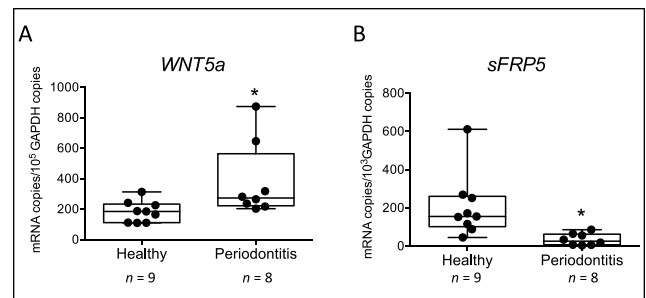 A
WNT5a
mRNA copies/10⁵ GAPDH copies
1000
800
600
400
200
0
*
Healthy
Periodontitis
n = 9
n = 8
B
sFRP5
mRNA copies/10³GAPDH copies
800
600
400
200
0
*
Healthy
Periodontitis
n = 9
n = 8